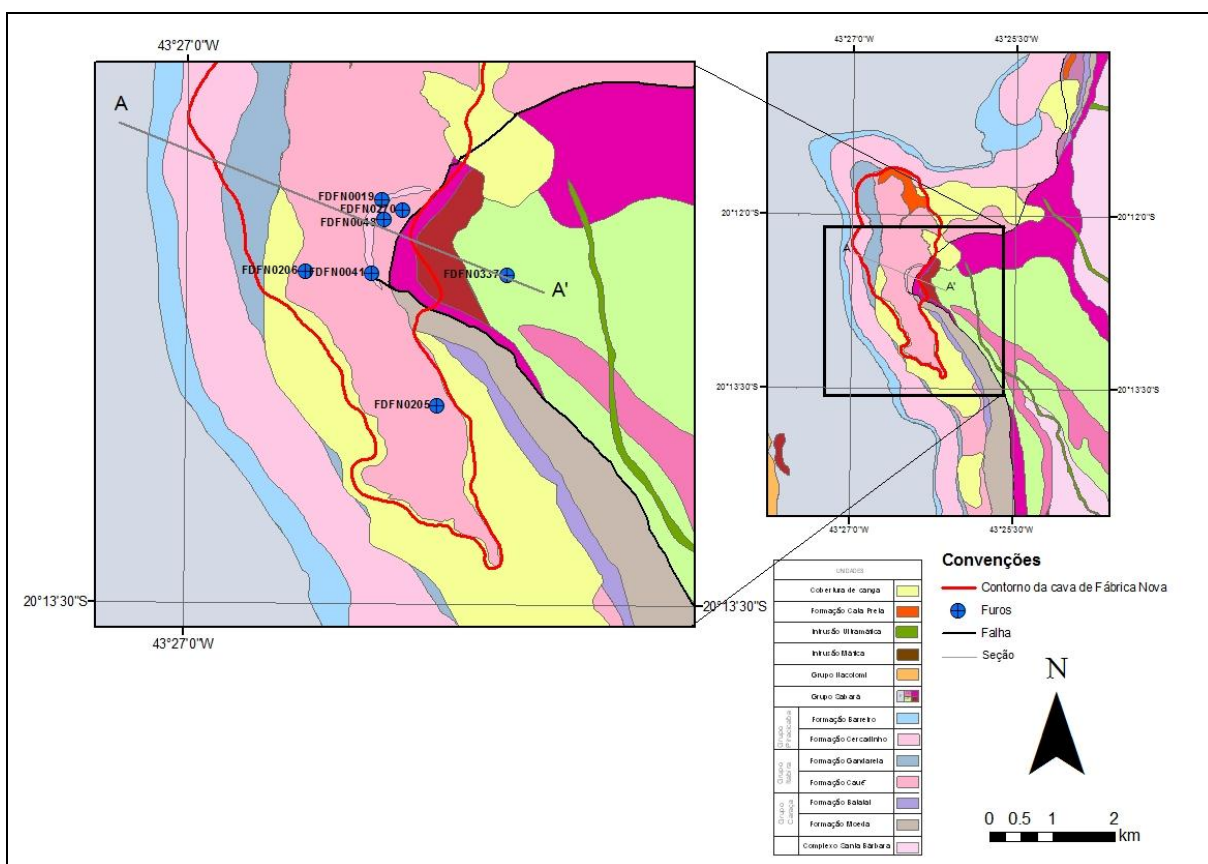 43°27'0"W
A
FDFN0019
FDFN0270
FDFN0048
FDFN0206
FDFN0041
FDFN0337
A'
FDFN0205
20°13'30"S
20°13'30"S
43°27'0"W
43°27'0"W
43°25'30"W
20°12'0"S
20°12'0"S
A
A'
20°13'30"S
20°13'30"S
43°27'0"W
43°25'30"W
UNIDADES
Cobertura de canga
Formação Cata Preta
Intrusão Ultramáfica
Intrusão Máfica
Grupo Itacolomi
Grupo Sabará
Grupo Piracicaba
Formação Barreiro
Formação Cercadinho
Grupo Itabira
Formação Gandarela
Formação Cauê
Grupo Caraça
Formação Batatal
Formação Moeda
Complexo Santa Bárbara
Convenções
Contorno da cava de Fábrica Nova
Furos
Falha
Seção
N
0 0.5 1 2
km